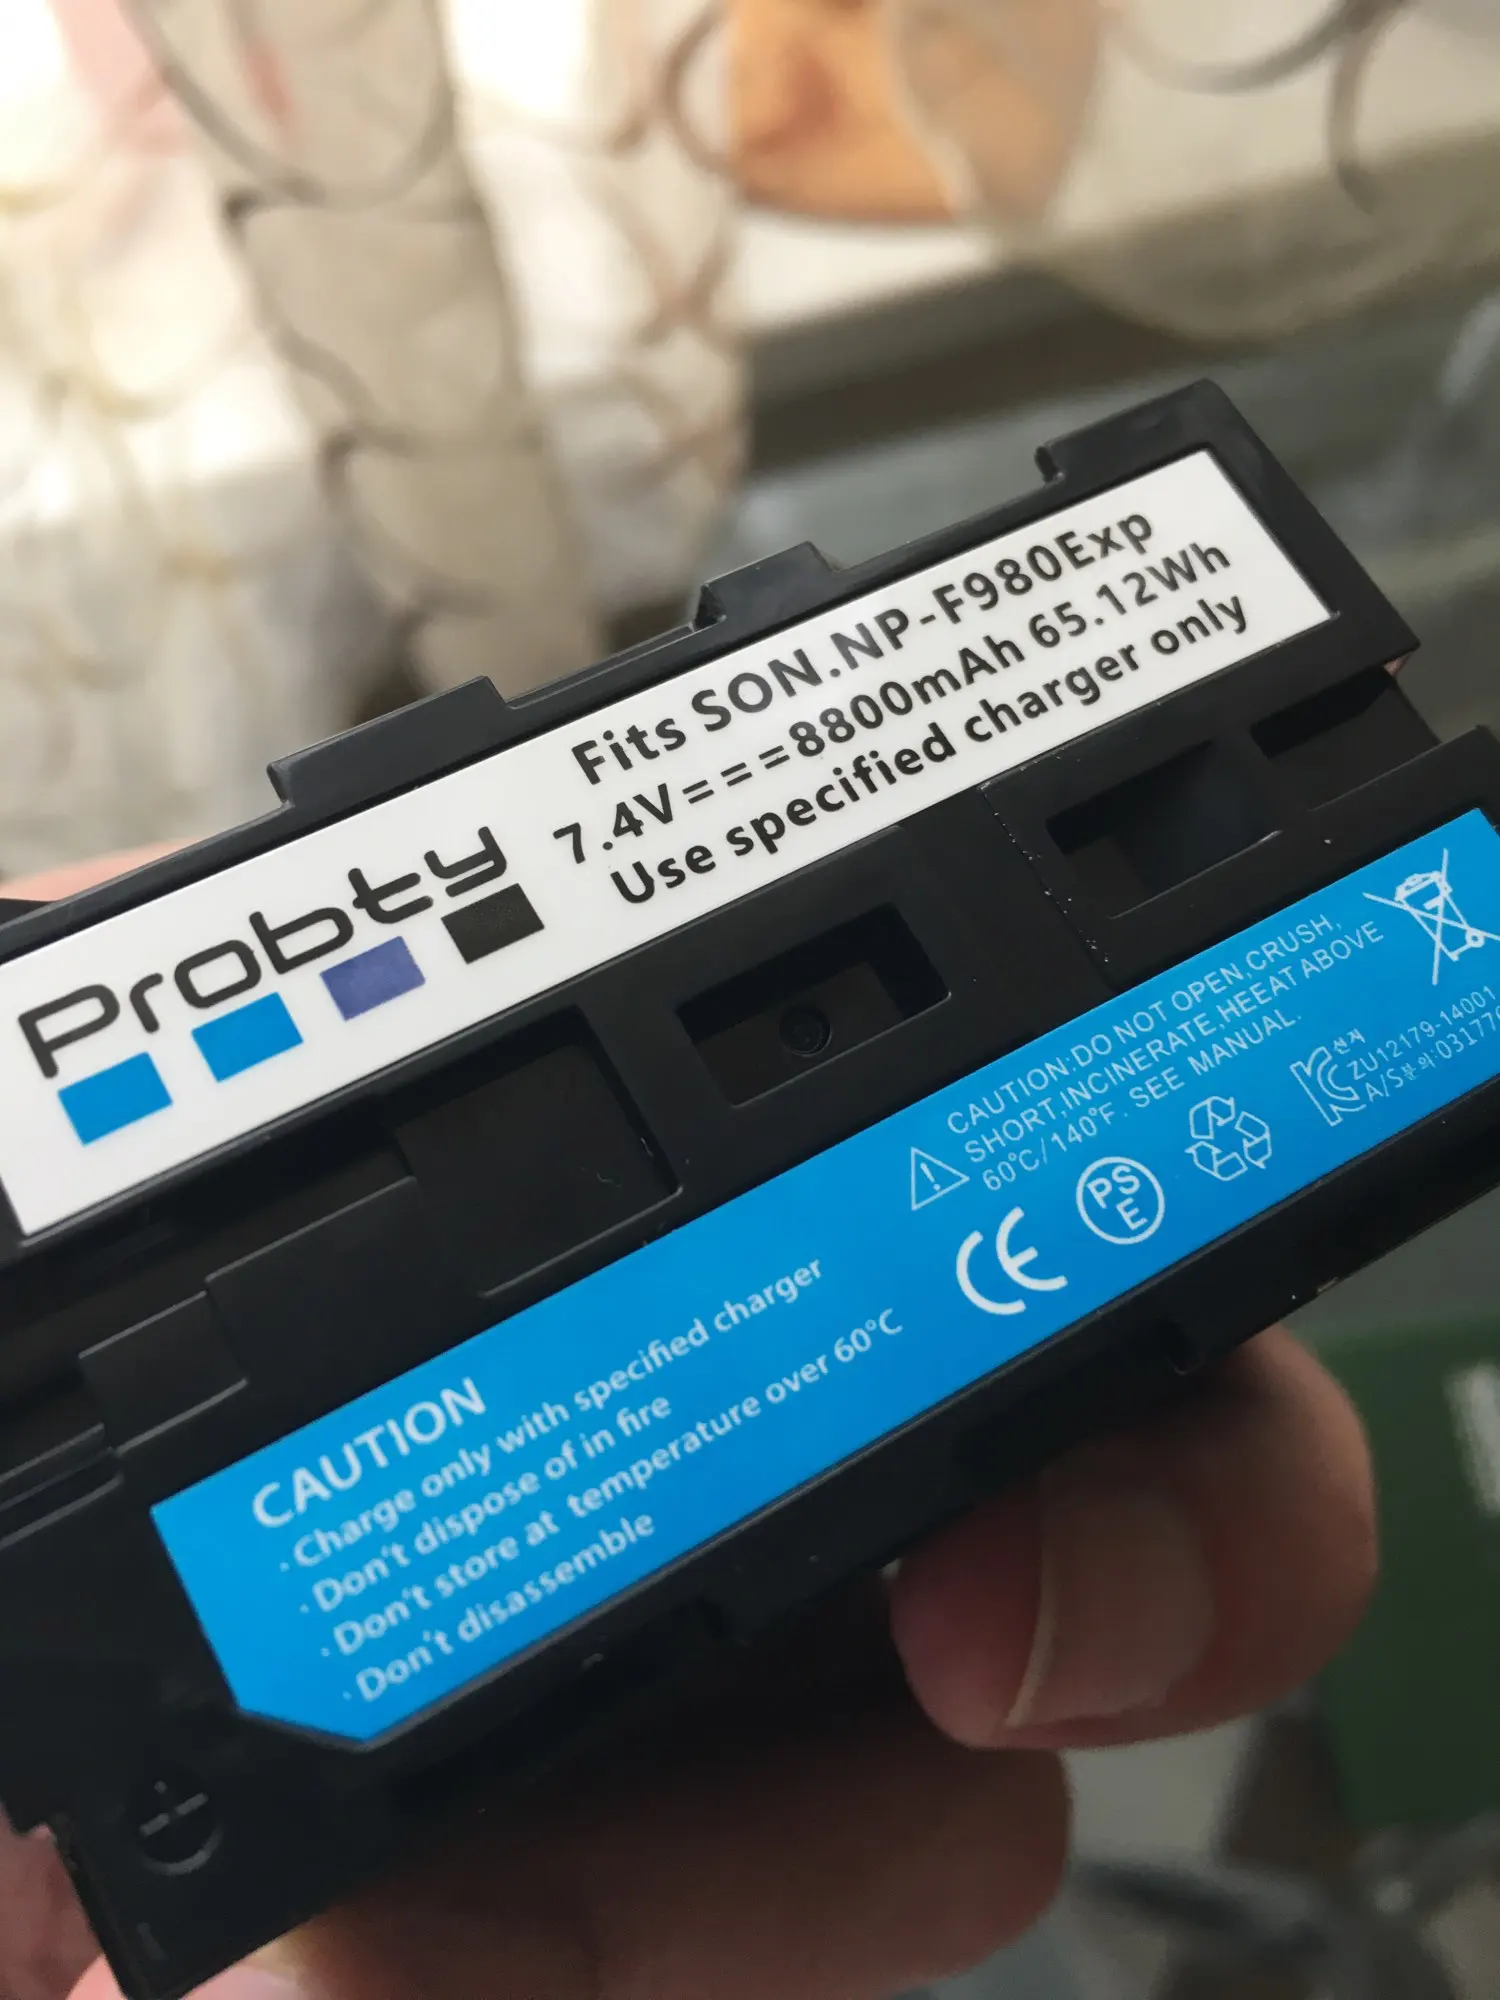 Probty
Fits SON.NP-F980Exp
7.4V===8800mAh 65.12Wh
Use specified charger only
CAUTION
· Charge only with specified charger
· Don't dispose of in fire
· Don't store at temperature over 60°C
· Don't disassemble
CAUTION:DO NOT OPEN,CRUSH,
SHORT,INCINERATE,HEEAT ABOVE
60°C/140°F. SEE MANUAL.
CE
PSE
ZU12179-14001